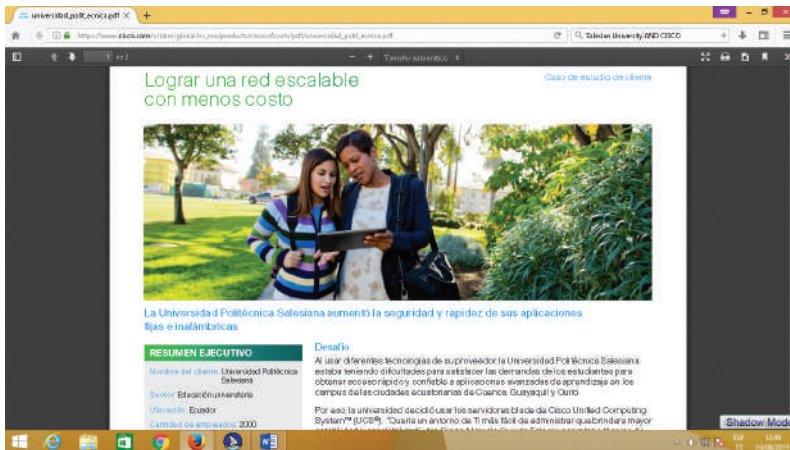 universidad_polit_ecnica.pdf
Salesian University AND CISCO
1 de 2
Tamaño automático
Lograr una red escalable
con menos costo
Caso de estudio de cliente
La Universidad Politécnica Salesiana aumentó la seguridad y rapidez de sus aplicaciones
fijas e inalámbricas
RESUMEN EJECUTIVO
Nombre del cliente: Universidad Politécnica
Salesiana
Sector: Educación universitaria
Ubicación: Ecuador
Cantidad de empleados: 2000
Desafío
Al usar diferentes tecnologías de su proveedor la Universidad Politécnica Salesiana
estaba teniendo dificultades para satisfacer las demandas de los estudiantes para
obtener acceso rápido y confiable a aplicaciones avanzadas de aprendizaje en los
campus de las ciudades ecuatorianas de Cuenca, Guayaquil y Quito.
Por eso, la universidad decidió usar los servidores blade de Cisco Unified Computing
System™ (UCS®). "Quería un entorno de TI más fácil de administrar que brindara mayor
Shadow Mode
ESP
12:49